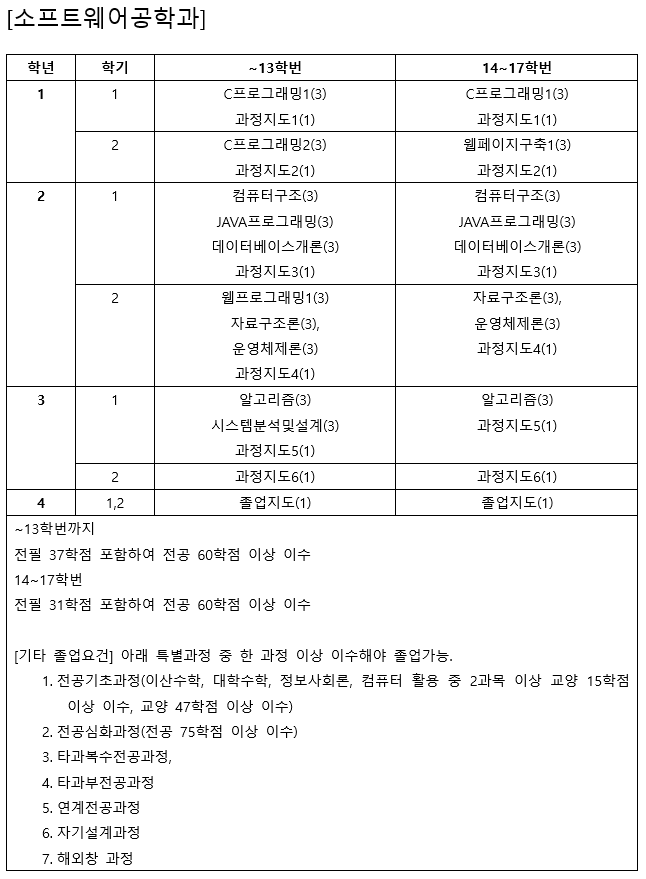 [소프트웨어공학과]
학년 학기 ~13학번 14~17학번
1 1 C프로그래밍1(3) C프로그래밍1(3)
과정지도1(1) 과정지도1(1)
2 C프로그래밍2(3) 웹페이지구축1(3)
과정지도2(1) 과정지도2(1)
2 1 컴퓨터구조(3) 컴퓨터구조(3)
JAVA프로그래밍(3) JAVA프로그래밍(3)
데이터베이스개론(3) 데이터베이스개론(3)
과정지도3(1) 과정지도3(1)
2 웹프로그래밍1(3) 자료구조론(3),
자료구조론(3), 운영체제론(3)
운영체제론(3) 과정지도4(1)
과정지도4(1)
3 1 알고리즘(3) 알고리즘(3)
시스템분석및설계(3) 과정지도5(1)
과정지도5(1)
2 과정지도6(1) 과정지도6(1)
4 1,2 졸업지도(1) 졸업지도(1)
~13학번까지
전필 37학점 포함하여 전공 60학점 이상 이수
14~17학번
전필 31학점 포함하여 전공 60학점 이상 이수
[기타 졸업요건] 아래 특별과정 중 한 과정 이상 이수해야 졸업가능.
1. 전공기초과정(이산수학, 대학수학, 정보사회론, 컴퓨터 활용 중 2과목 이상 교양 15학점
이상 이수, 교양 47학점 이상 이수)
2. 전공심화과정(전공 75학점 이상 이수)
3. 타과복수전공과정,
4. 타과부전공과정
5. 연계전공과정
6. 자기설계과정
7. 해외창 과정